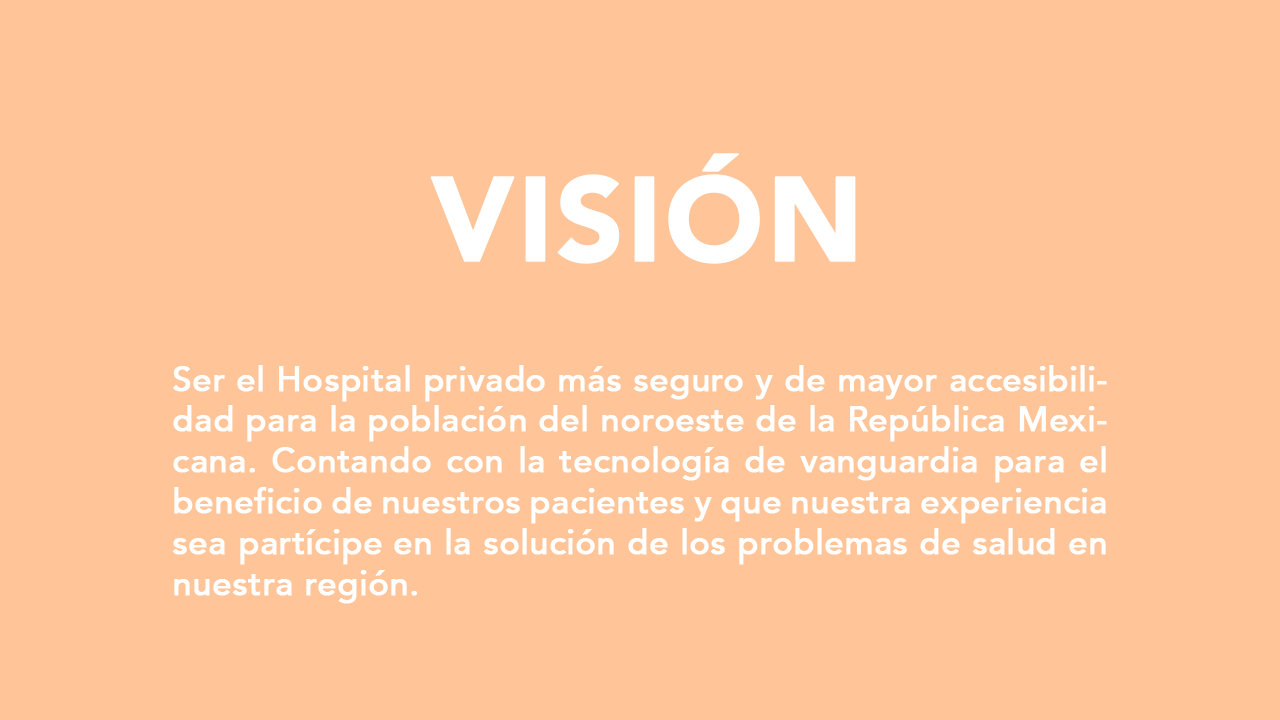 VISIÓN
Ser el Hospital privado más seguro y de mayor accesibili-
dad para la población del noroeste de la República Mexi-
cana. Contando con la tecnología de vanguardia para el
beneficio de nuestros pacientes y que nuestra experiencia
sea partícipe en la solución de los problemas de salud en
nuestra región.